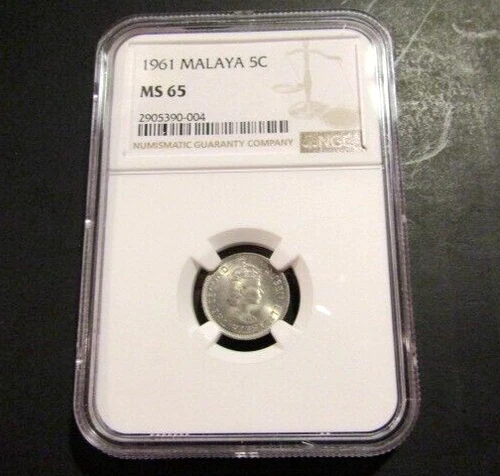 1961 MALAYA 5C
MS 65
2905390-004
NUMISMATIC GUARANTY COMPANY
NGC